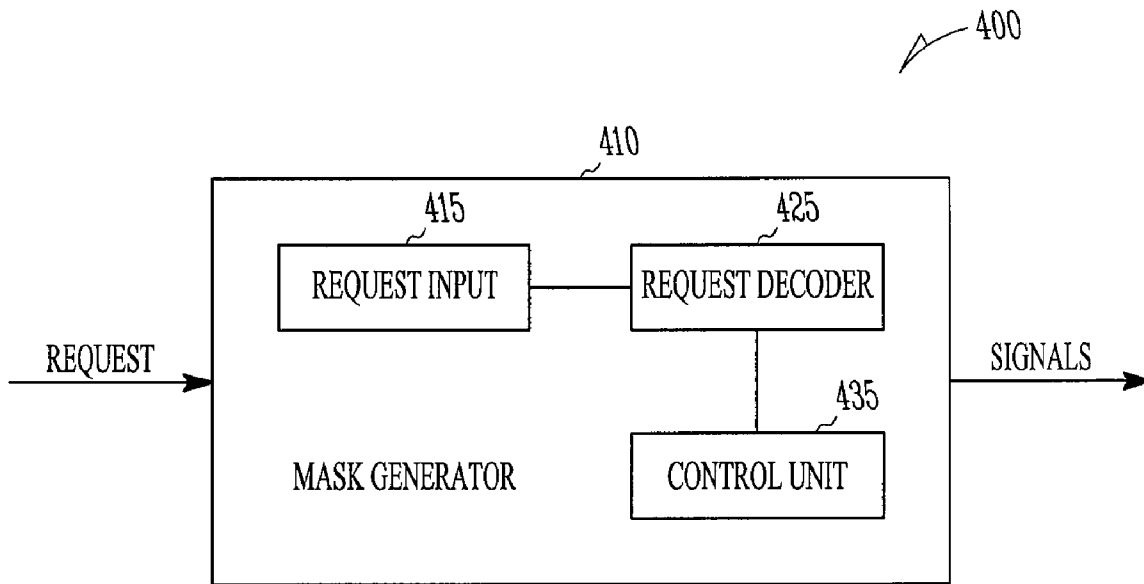 400
410
415
425
REQUEST INPUT
REQUEST DECODER
REQUEST
SIGNALS
435
MASK GENERATOR
CONTROL UNIT